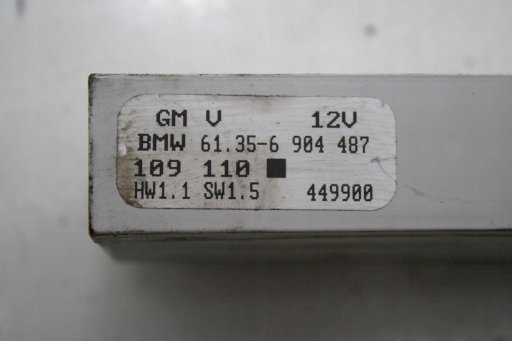 GM V 12V
BMW 61.35-6 904 487
109 110 ■
HW1.1 SW1.5 449900